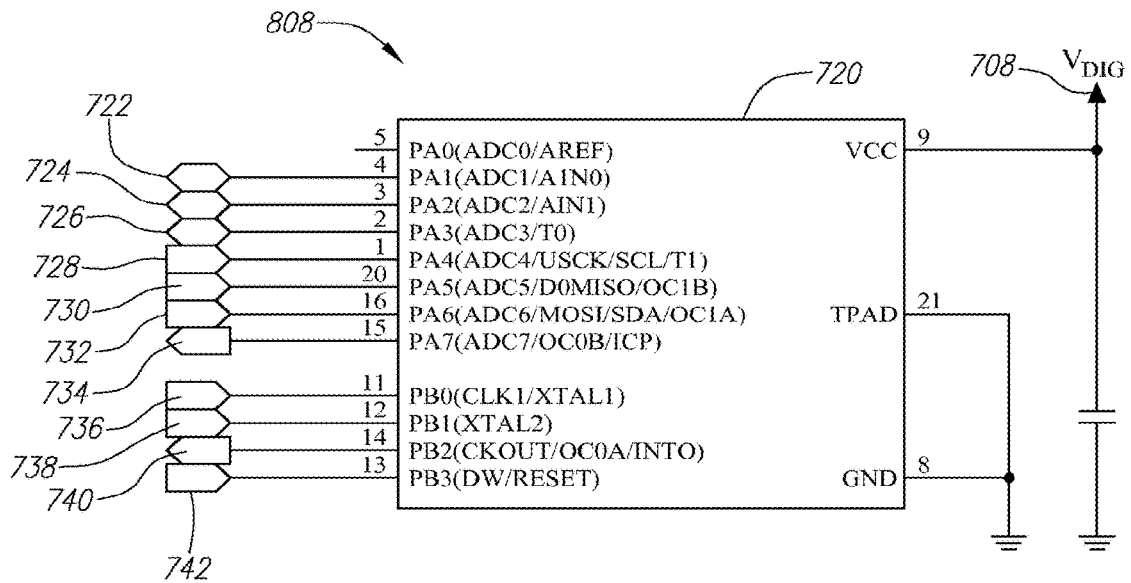 808
720
708
V_DIG
722
724
726
728
730
732
734
736
738
740
742
5 PA0(ADC0/AREF)
4 PA1(ADC1/A1N0)
3 PA2(ADC2/AIN1)
2 PA3(ADC3/T0)
1 PA4(ADC4/USCK/SCL/T1)
20 PA5(ADC5/D0MISO/OC1B)
16 PA6(ADC6/MOSI/SDA/OC1A)
15 PA7(ADC7/OC0B/ICP)
11 PB0(CLK1/XTAL1)
12 PB1(XTAL2)
14 PB2(CKOUT/OC0A/INTO)
13 PB3(DW/RESET)
VCC 9
TPAD 21
GND 8